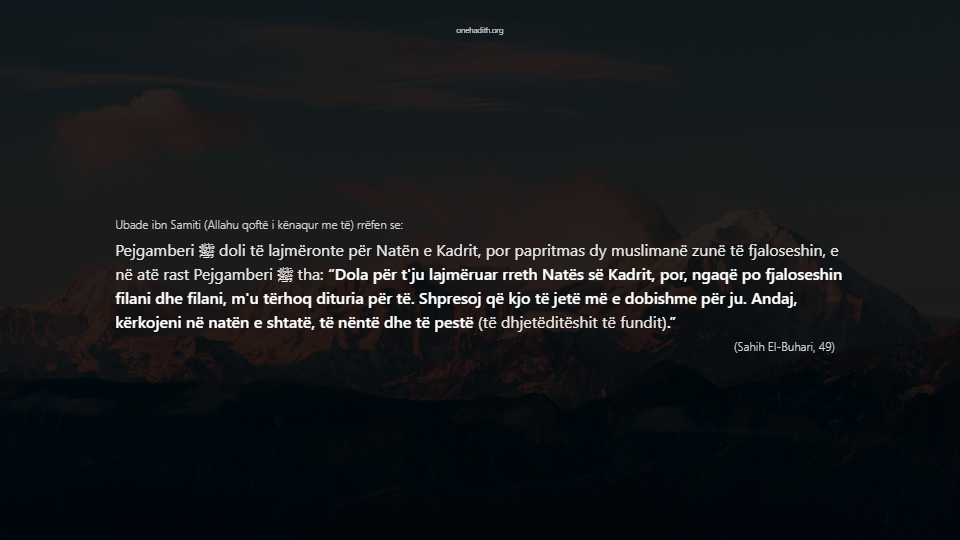 onehadith.org
Ubade ibn Samiti (Allahu qoftë i kënaqur me të) rrëfen se:
Pejgamberi ﷺ doli të lajmëronte për Natën e Kadrit, por papritmas dy muslimanë zunë të fjaloseshin, e
në atë rast Pejgamberi ﷺ tha: “Dola për t'ju lajmëruar rreth Natës së Kadrit, por, ngaqë po fjaloseshin
filani dhe filani, m'u tërhoq dituria për të. Shpresoj që kjo të jetë më e dobishme për ju. Andaj,
kërkojeni në natën e shtatë, të nëntë dhe të pestë (të dhjetëditëshit të fundit).”
(Sahih El-Buhari, 49)